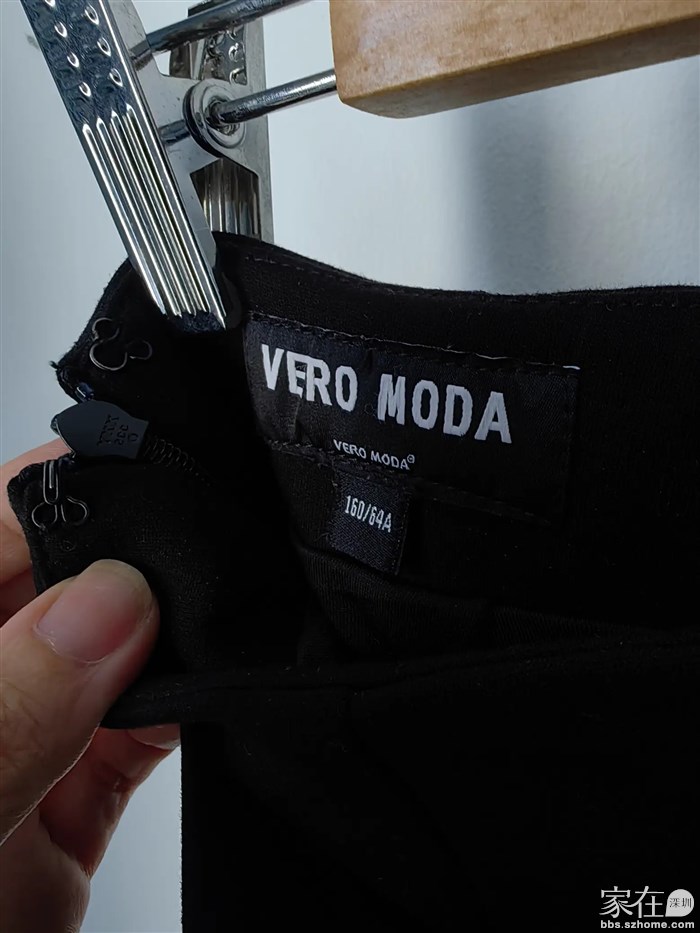 VERO MODA
VERO MODA
160/64A
家在深圳
bbs.szhome.com